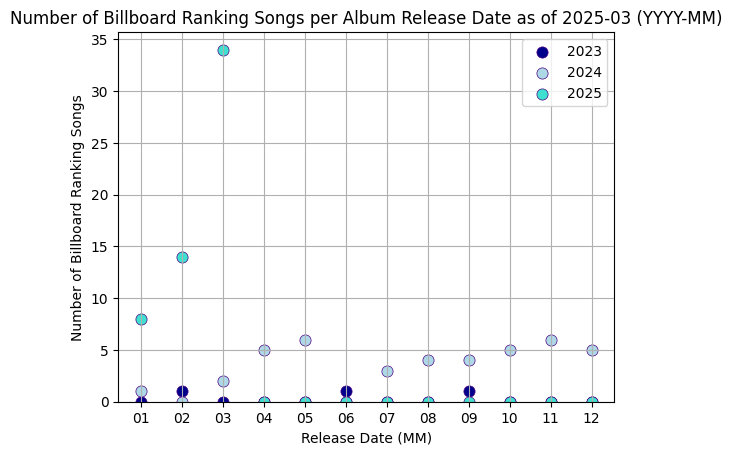 Number of Billboard Ranking Songs per Album Release Date as of 2025-03 (YYYY-MM)
35
30
25
20
15
10
5
0
Number of Billboard Ranking Songs
2023
2024
2025
01 02 03 04 05 06 07 08 09 10 11 12
Release Date (MM)